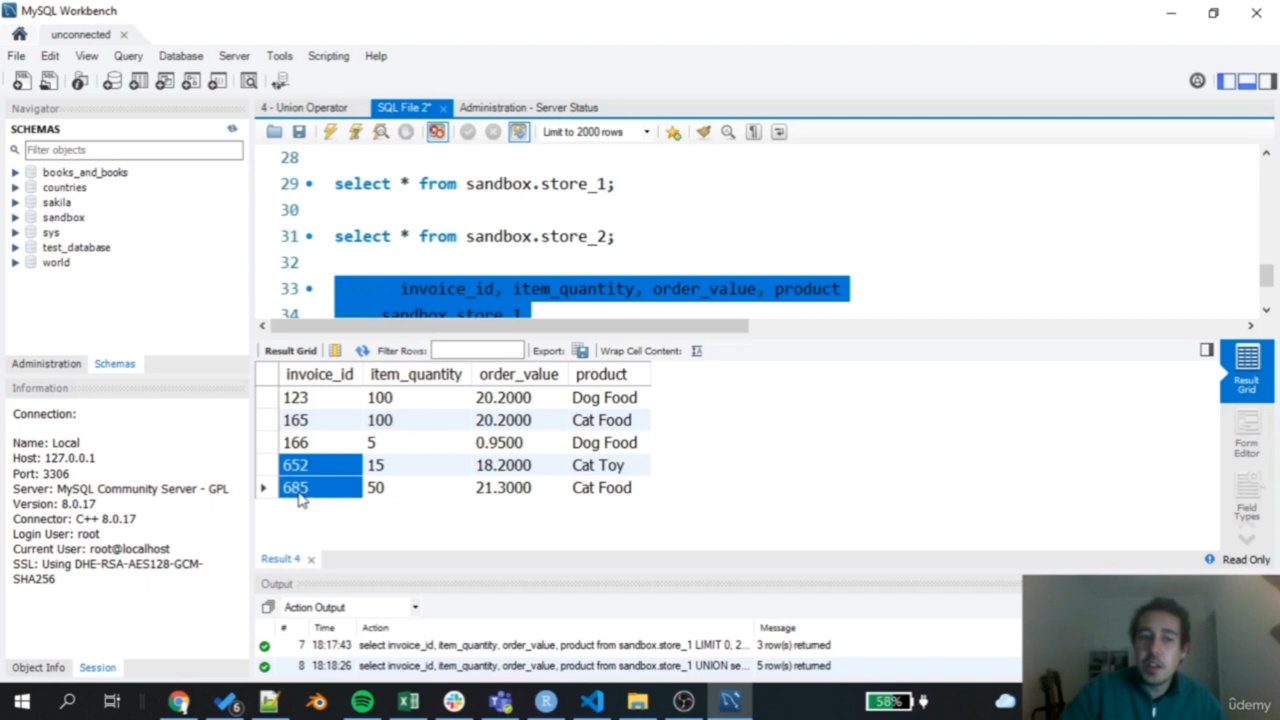 MySQL Workbench
unconnected
File Edit View Query Database Server Tools Scripting Help
Navigator
SCHEMAS
Filter objects
books_and_books
countries
sakila
sandbox
sys
test_database
world
Administration Schemas
Information
Connection:
Name: Local
Host: 127.0.0.1
Port: 3306
Server: MySQL Community Server - GPL
Version: 8.0.17
Connector: C++ 8.0.17
Login User: root
Current User: root@localhost
SSL: Using DHE-RSA-AES128-GCM-
SHA256
Object Info Session
4 - Union Operator SQL File 2* Administration - Server Status
Limit to 2000 rows
28
29 select * from sandbox.store_1;
30
31 select * from sandbox.store_2;
32
33 invoice_id, item_quantity, order_value, product
34 sandbox.store_1
Result Grid Filter Rows: Export: Wrap Cell Content:
invoice_id item_quantity order_value product
123 100 20.2000 Dog Food
165 100 20.2000 Cat Food
166 5 0.9500 Dog Food
652 15 18.2000 Cat Toy
685 50 21.3000 Cat Food
Result
Grid
Form
Editor
Field
Types
Result 4
Read Only
Output
Action Output
# Time Action Message
7 18:17:43 select invoice_id, item_quantity, order_value, product from sandbox.store_1 LIMIT 0, 2... 3 row(s) returned
8 18:18:26 select invoice_id, item_quantity, order_value, product from sandbox.store_1 UNION se... 5 row(s) returned
6
58%
ûdemy